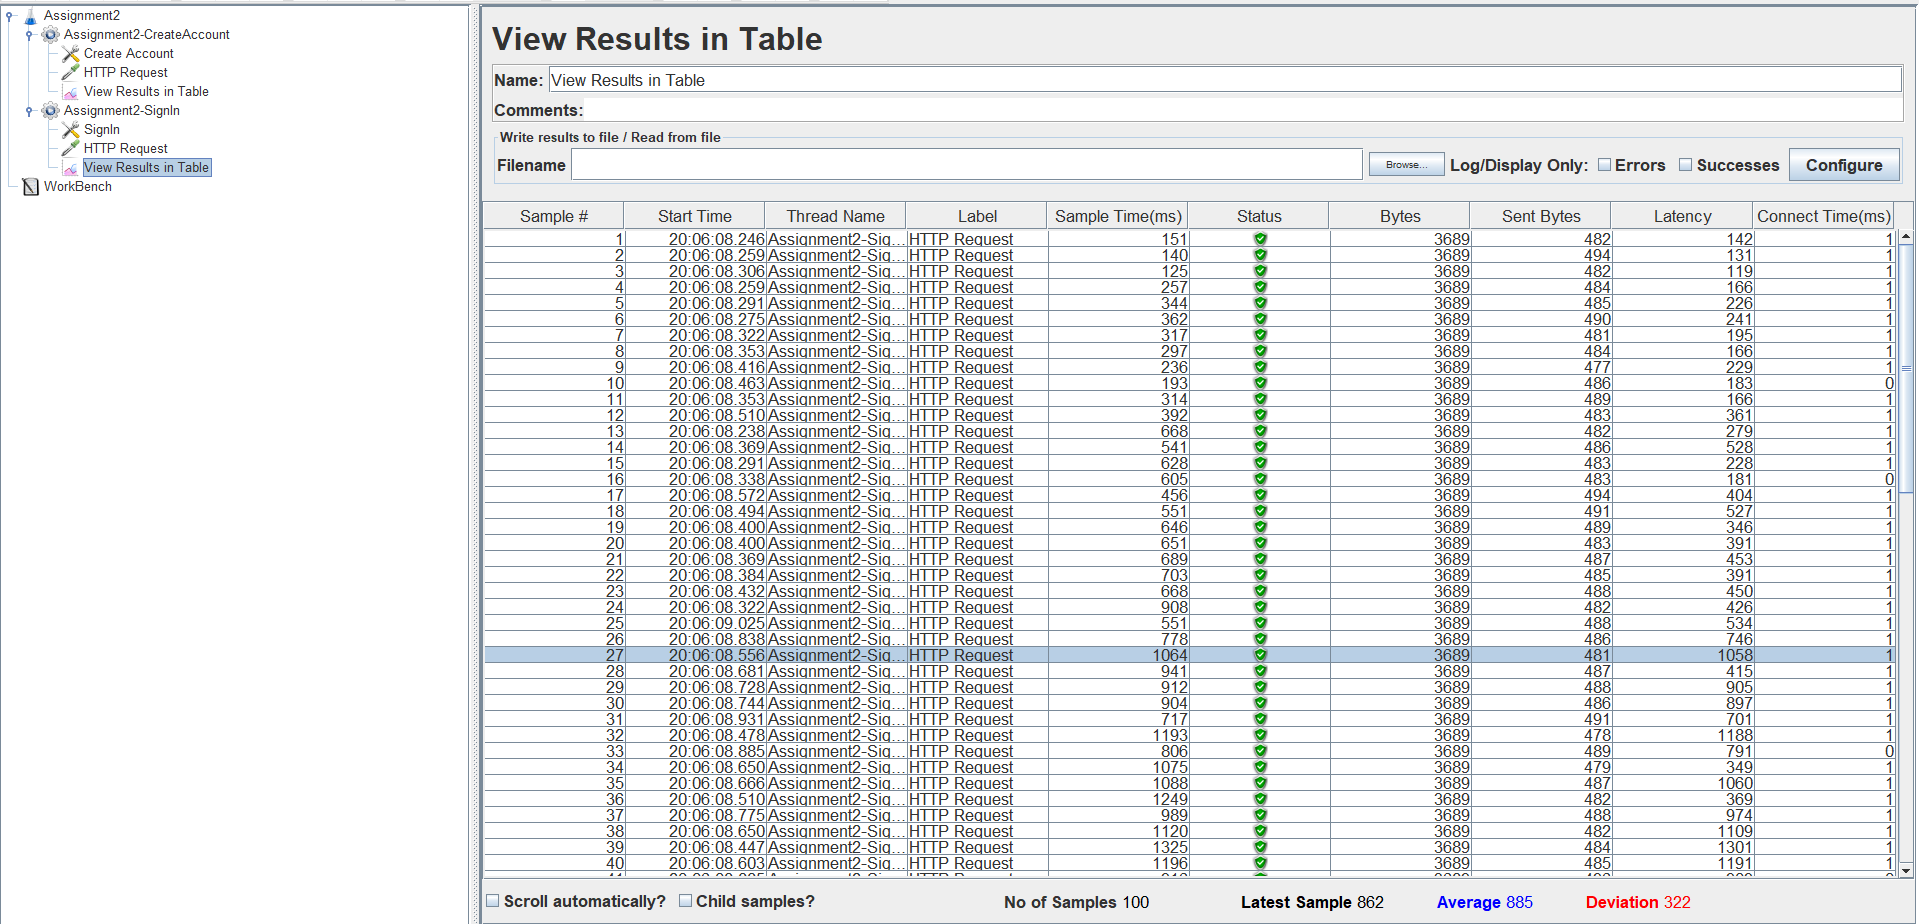 Assignment2
Assignment2-CreateAccount
Create Account
HTTP Request
View Results in Table
Assignment2-SignIn
SignIn
HTTP Request
View Results in Table
WorkBench
View Results in Table
Name: View Results in Table
Comments:
Write results to file / Read from file
Filename Browse... Log/Display Only: Errors Successes Configure
Sample # Start Time Thread Name Label Sample Time(ms) Status Bytes Sent Bytes Latency Connect Time(ms)
1 20:06:08.246 Assignment2-Sig... HTTP Request 151 3689 482 142 1
2 20:06:08.259 Assignment2-Sig... HTTP Request 140 3689 494 131 1
3 20:06:08.306 Assignment2-Sig... HTTP Request 125 3689 482 119 1
4 20:06:08.259 Assignment2-Sig... HTTP Request 257 3689 484 166 1
5 20:06:08.291 Assignment2-Sig... HTTP Request 344 3689 485 226 1
6 20:06:08.275 Assignment2-Sig... HTTP Request 362 3689 490 241 1
7 20:06:08.322 Assignment2-Sig... HTTP Request 317 3689 481 195 1
8 20:06:08.353 Assignment2-Sig... HTTP Request 297 3689 484 166 1
9 20:06:08.416 Assignment2-Sig... HTTP Request 236 3689 477 229 1
10 20:06:08.463 Assignment2-Sig... HTTP Request 193 3689 486 183 0
11 20:06:08.353 Assignment2-Sig... HTTP Request 314 3689 489 166 1
12 20:06:08.510 Assignment2-Sig... HTTP Request 392 3689 483 361 1
13 20:06:08.238 Assignment2-Sig... HTTP Request 668 3689 482 279 1
14 20:06:08.369 Assignment2-Sig... HTTP Request 541 3689 486 528 1
15 20:06:08.291 Assignment2-Sig... HTTP Request 628 3689 483 228 1
16 20:06:08.338 Assignment2-Sig... HTTP Request 605 3689 483 181 0
17 20:06:08.572 Assignment2-Sig... HTTP Request 456 3689 494 404 1
18 20:06:08.494 Assignment2-Sig... HTTP Request 551 3689 491 527 1
19 20:06:08.400 Assignment2-Sig... HTTP Request 646 3689 489 346 1
20 20:06:08.400 Assignment2-Sig... HTTP Request 651 3689 483 391 1
21 20:06:08.369 Assignment2-Sig... HTTP Request 689 3689 487 453 1
22 20:06:08.384 Assignment2-Sig... HTTP Request 703 3689 485 391 1
23 20:06:08.432 Assignment2-Sig... HTTP Request 668 3689 488 450 1
24 20:06:08.322 Assignment2-Sig... HTTP Request 908 3689 482 426 1
25 20:06:09.025 Assignment2-Sig... HTTP Request 551 3689 488 534 1
26 20:06:08.838 Assignment2-Sig... HTTP Request 778 3689 486 746 1
27 20:06:08.556 Assignment2-Sig... HTTP Request 1064 3689 481 1058 1
28 20:06:08.681 Assignment2-Sig... HTTP Request 941 3689 487 415 1
29 20:06:08.728 Assignment2-Sig... HTTP Request 912 3689 488 905 1
30 20:06:08.744 Assignment2-Sig... HTTP Request 904 3689 486 897 1
31 20:06:08.931 Assignment2-Sig... HTTP Request 717 3689 491 701 1
32 20:06:08.478 Assignment2-Sig... HTTP Request 1193 3689 478 1188 1
33 20:06:08.885 Assignment2-Sig... HTTP Request 806 3689 489 791 0
34 20:06:08.650 Assignment2-Sig... HTTP Request 1075 3689 479 349 1
35 20:06:08.666 Assignment2-Sig... HTTP Request 1088 3689 487 1060 1
36 20:06:08.510 Assignment2-Sig... HTTP Request 1249 3689 482 369 1
37 20:06:08.775 Assignment2-Sig... HTTP Request 989 3689 488 974 1
38 20:06:08.650 Assignment2-Sig... HTTP Request 1120 3689 482 1109 1
39 20:06:08.447 Assignment2-Sig... HTTP Request 1325 3689 484 1301 1
40 20:06:08.603 Assignment2-Sig... HTTP Request 1196 3689 485 1191 1
Scroll automatically? Child samples? No of Samples 100 Latest Sample 862 Average 885 Deviation 322